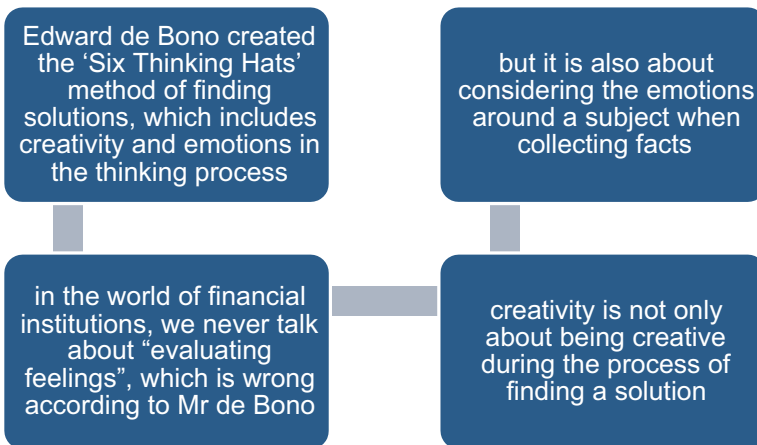 Edward de Bono created
the ‘Six Thinking Hats’
method of finding
solutions, which includes
creativity and emotions in
the thinking process
in the world of financial
institutions, we never talk
about “evaluating
feelings”, which is wrong
according to Mr de Bono
creativity is not only
about being creative
during the process of
finding a solution
but it is also about
considering the emotions
around a subject when
collecting facts